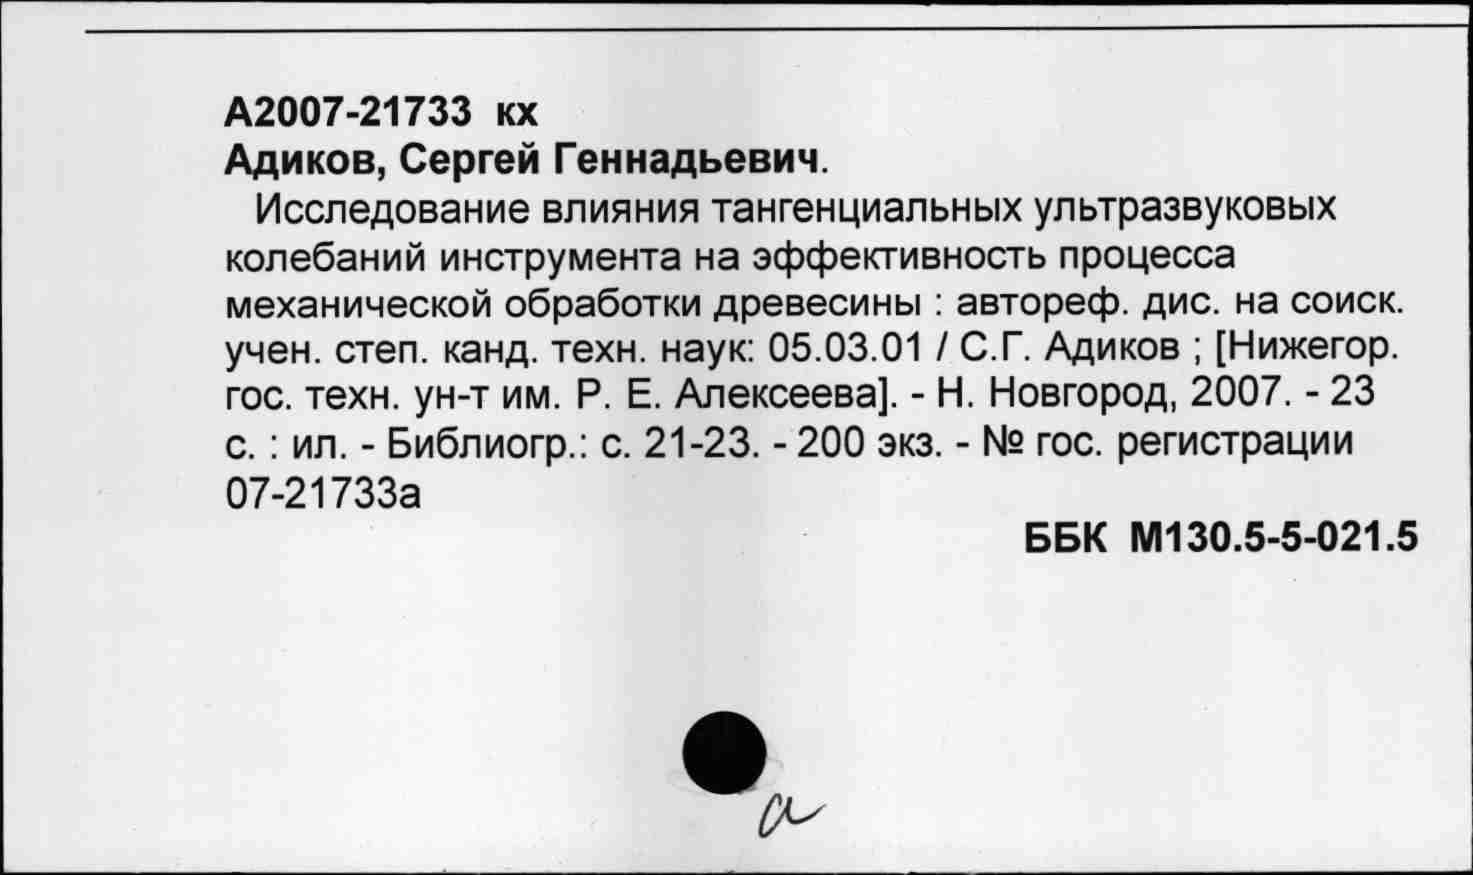 А2007-21733 кх
Адиков, Сергей Геннадьевич.
Исследование влияния тангенциальных ультразвуковых
колебаний инструмента на эффективность процесса
механической обработки древесины : автореф. дис. на соиск.
учен. степ. канд. техн. наук: 05.03.01 / С.Г. Адиков ; [Нижегор.
гос. техн. ун-т им. Р. Е. Алексеева]. - Н. Новгород, 2007. - 23
с. : ил. - Библиогр.: с. 21-23. - 200 экз. - № гос. регистрации
07-21733а
ББК М130.5-5-021.5
а